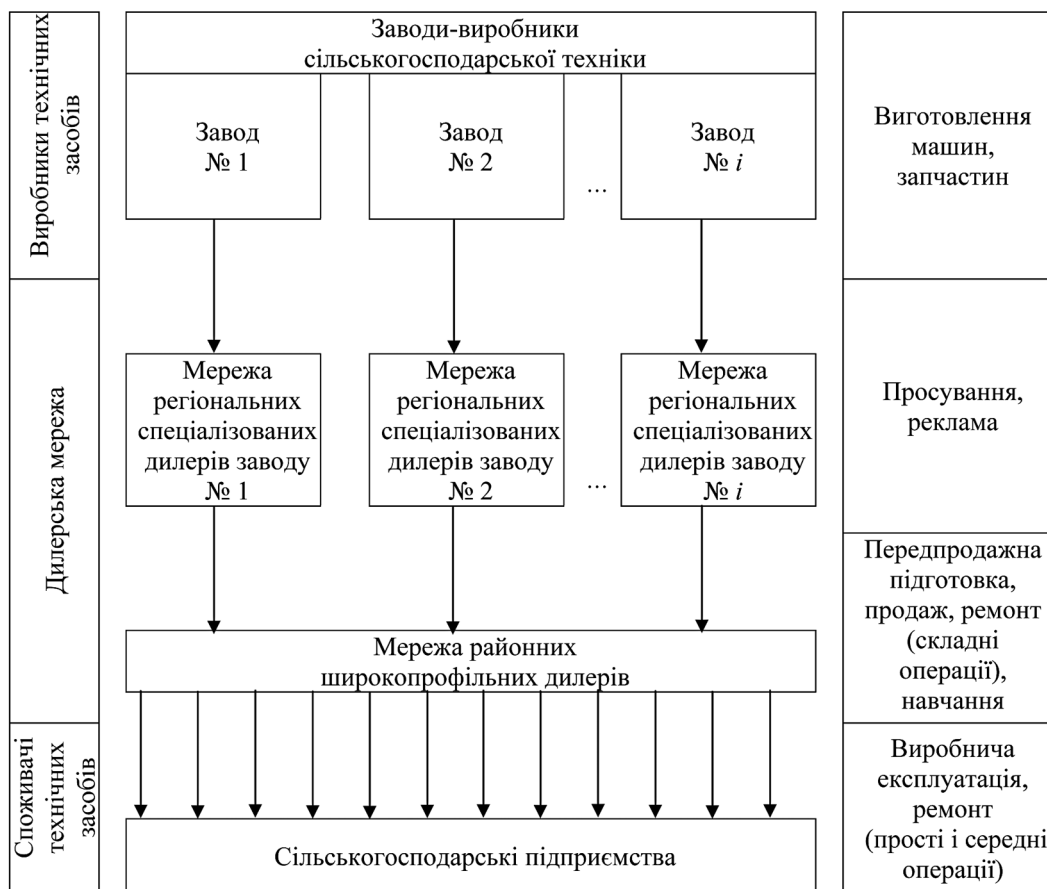 Виробники технічних
засобів
Заводи-виробники
сільськогосподарської техніки
Завод
№ 1
Завод
№ 2
...
Завод
№ i
Виготовлення
машин,
запчастин
Дилерська мережа
Мережа
регіональних
спеціалізованих
дилерів заводу
№ 1
Мережа
регіональних
спеціалізованих
дилерів заводу
№ 2
...
Мережа
регіональних
спеціалізованих
дилерів заводу
№ i
Просування,
реклама
Мережа районних
широкопрофільних дилерів
Передпродажна
підготовка,
продаж, ремонт
(складні
операції),
навчання
Споживачі
технічних
засобів
Сільськогосподарські підприємства
Виробнича
експлуатація,
ремонт
(прості і середні
операції)